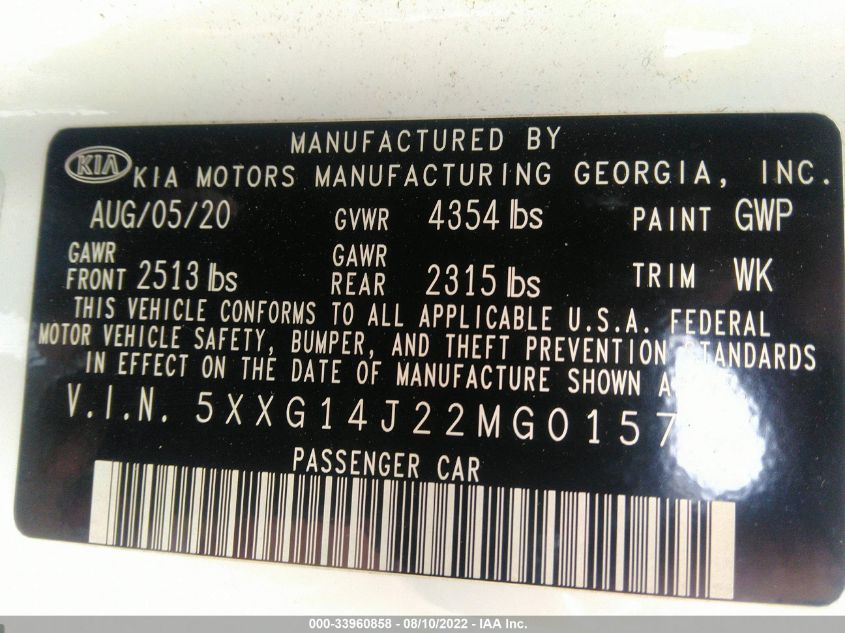 MANUFACTURED BY
KIA KIA MOTORS MANUFACTURING GEORGIA, INC.
AUG/05/20 GVWR 4354 lbs PAINT GWP
GAWR FRONT 2513 lbs GAWR REAR 2315 lbs TRIM WK
THIS VEHICLE CONFORMS TO ALL APPLICABLE U.S.A. FEDERAL
MOTOR VEHICLE SAFETY, BUMPER, AND THEFT PREVENTION STANDARDS
IN EFFECT ON THE DATE OF MANUFACTURE SHOWN
V.I.N. 5XXG14J22MG0157
PASSENGER CAR
000-33960858 - 08/10/2022 - IAA Inc.